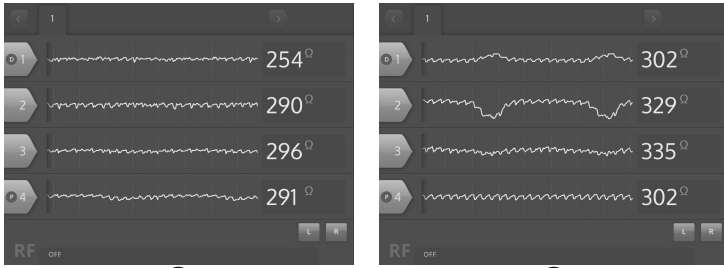 1
D 1 254 Ω
2 290 Ω
3 296 Ω
P 4 291 Ω
L R
RF OFF
1
D 1 302 Ω
2 329 Ω
3 335 Ω
P 4 302 Ω
L R
RF OFF